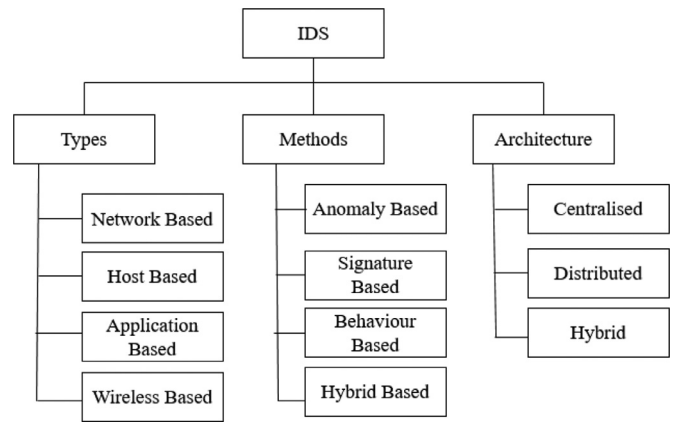 IDS
Types
Methods
Architecture
Network Based
Host Based
Application
Based
Wireless Based
Anomaly Based
Signature
Based
Behaviour
Based
Hybrid Based
Centralised
Distributed
Hybrid